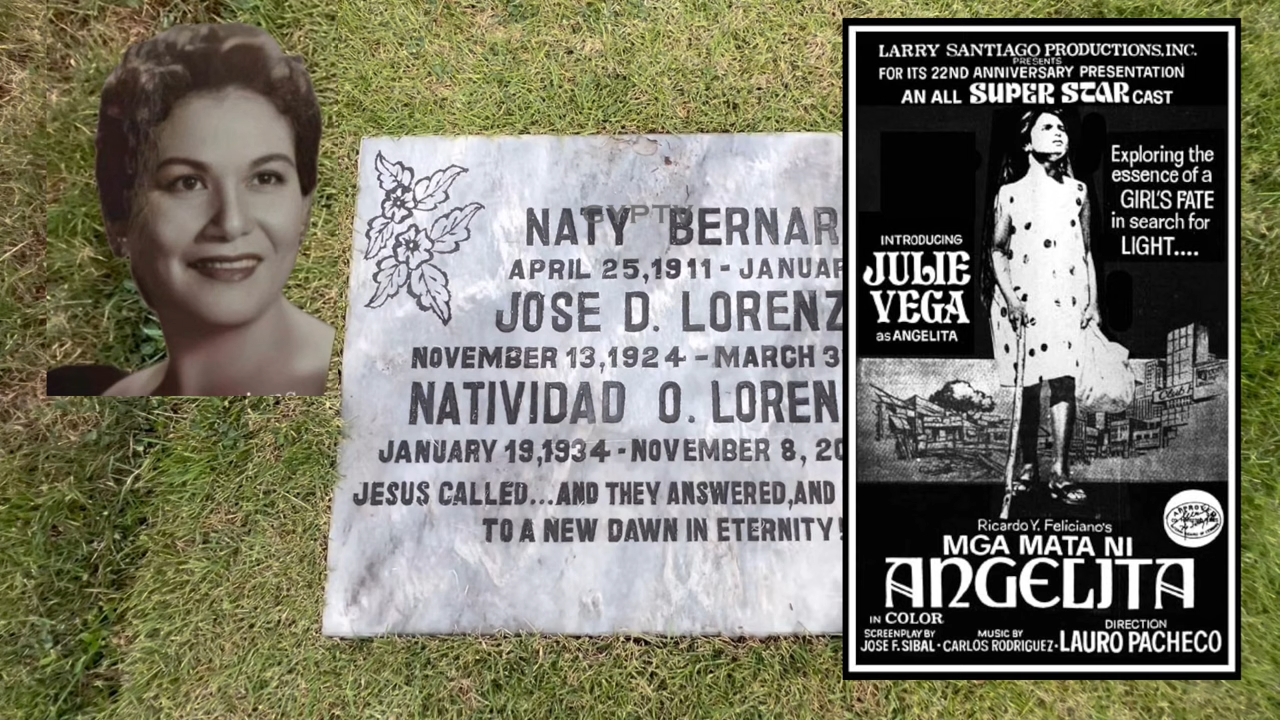 NATY BERNAR
APRIL 25,1911 - JANUAR
JOSE D. LORENZ
NOVEMBER 13,1924 - MARCH 3
NATIVIDAD O. LOREN
JANUARY 19,1934 - NOVEMBER 8, 20
JESUS CALLED...AND THEY ANSWERED,AND
TO A NEW DAWN IN ETERNITY!
LARRY SANTIAGO PRODUCTIONS,INC.
PRESENTS
FOR ITS 22ND ANNIVERSARY PRESENTATION
AN ALL SUPER STAR CAST
Exploring the
essence of a
GIRL'S FATE
in search for
LIGHT....
INTRODUCING
JULIE
VEGA
as ANGELITA
Ricardo Y. Feliciano's
MGA MATA NI
ANGELITA
IN COLOR
SCREENPLAY BY
JOSE F. SIBAL •
MUSIC BY
CARLOS RODRIGUEZ •
DIRECTION
LAURO PACHECO